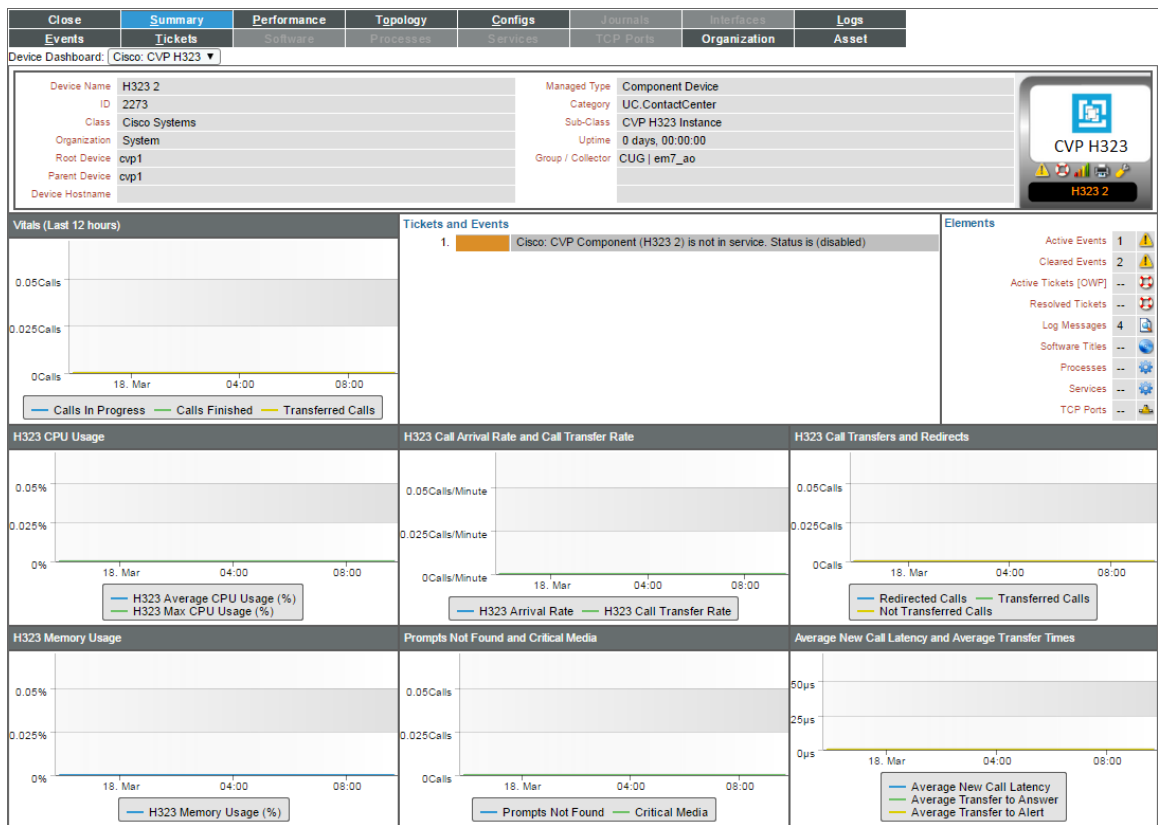 Close Summary Performance Topology Configs Journals Interfaces Logs
Events Tickets Software Processes Services TCP Ports Organization Asset
Device Dashboard: Cisco: CVP H323 ▼
Device Name H323 2 Managed Type Component Device
ID 2273 Category UC.ContactCenter
Class Cisco Systems Sub-Class CVP H323 Instance
Organization System Uptime 0 days, 00:00:00
Root Device cvp1 Group / Collector CUG | em7_ao
Parent Device cvp1
Device Hostname
CVP H323
H323 2
Vitals (Last 12 hours)
0.05Calls
0.025Calls
0Calls
18. Mar 04:00 08:00
Calls In Progress Calls Finished Transferred Calls
Tickets and Events
1. Cisco: CVP Component (H323 2) is not in service. Status is (disabled)
Elements
Active Events 1
Cleared Events 2
Active Tickets [OWP] --
Resolved Tickets --
Log Messages 4
Software Titles --
Processes --
Services --
TCP Ports --
H323 CPU Usage
0.05%
0.025%
0%
18. Mar 04:00 08:00
H323 Average CPU Usage (%)
H323 Max CPU Usage (%)
H323 Call Arrival Rate and Call Transfer Rate
0.05Calls/Minute
0.025Calls/Minute
0Calls/Minute
18. Mar 04:00 08:00
H323 Arrival Rate H323 Call Transfer Rate
H323 Call Transfers and Redirects
0.05Calls
0.025Calls
0Calls
18. Mar 04:00 08:00
Redirected Calls Transferred Calls
Not Transferred Calls
H323 Memory Usage
0.05%
0.025%
0%
18. Mar 04:00 08:00
H323 Memory Usage (%)
Prompts Not Found and Critical Media
0.05Calls
0.025Calls
0Calls
18. Mar 04:00 08:00
Prompts Not Found Critical Media
Average New Call Latency and Average Transfer Times
50µs
25µs
0µs
18. Mar 04:00 08:00
Average New Call Latency
Average Transfer to Answer
Average Transfer to Alert